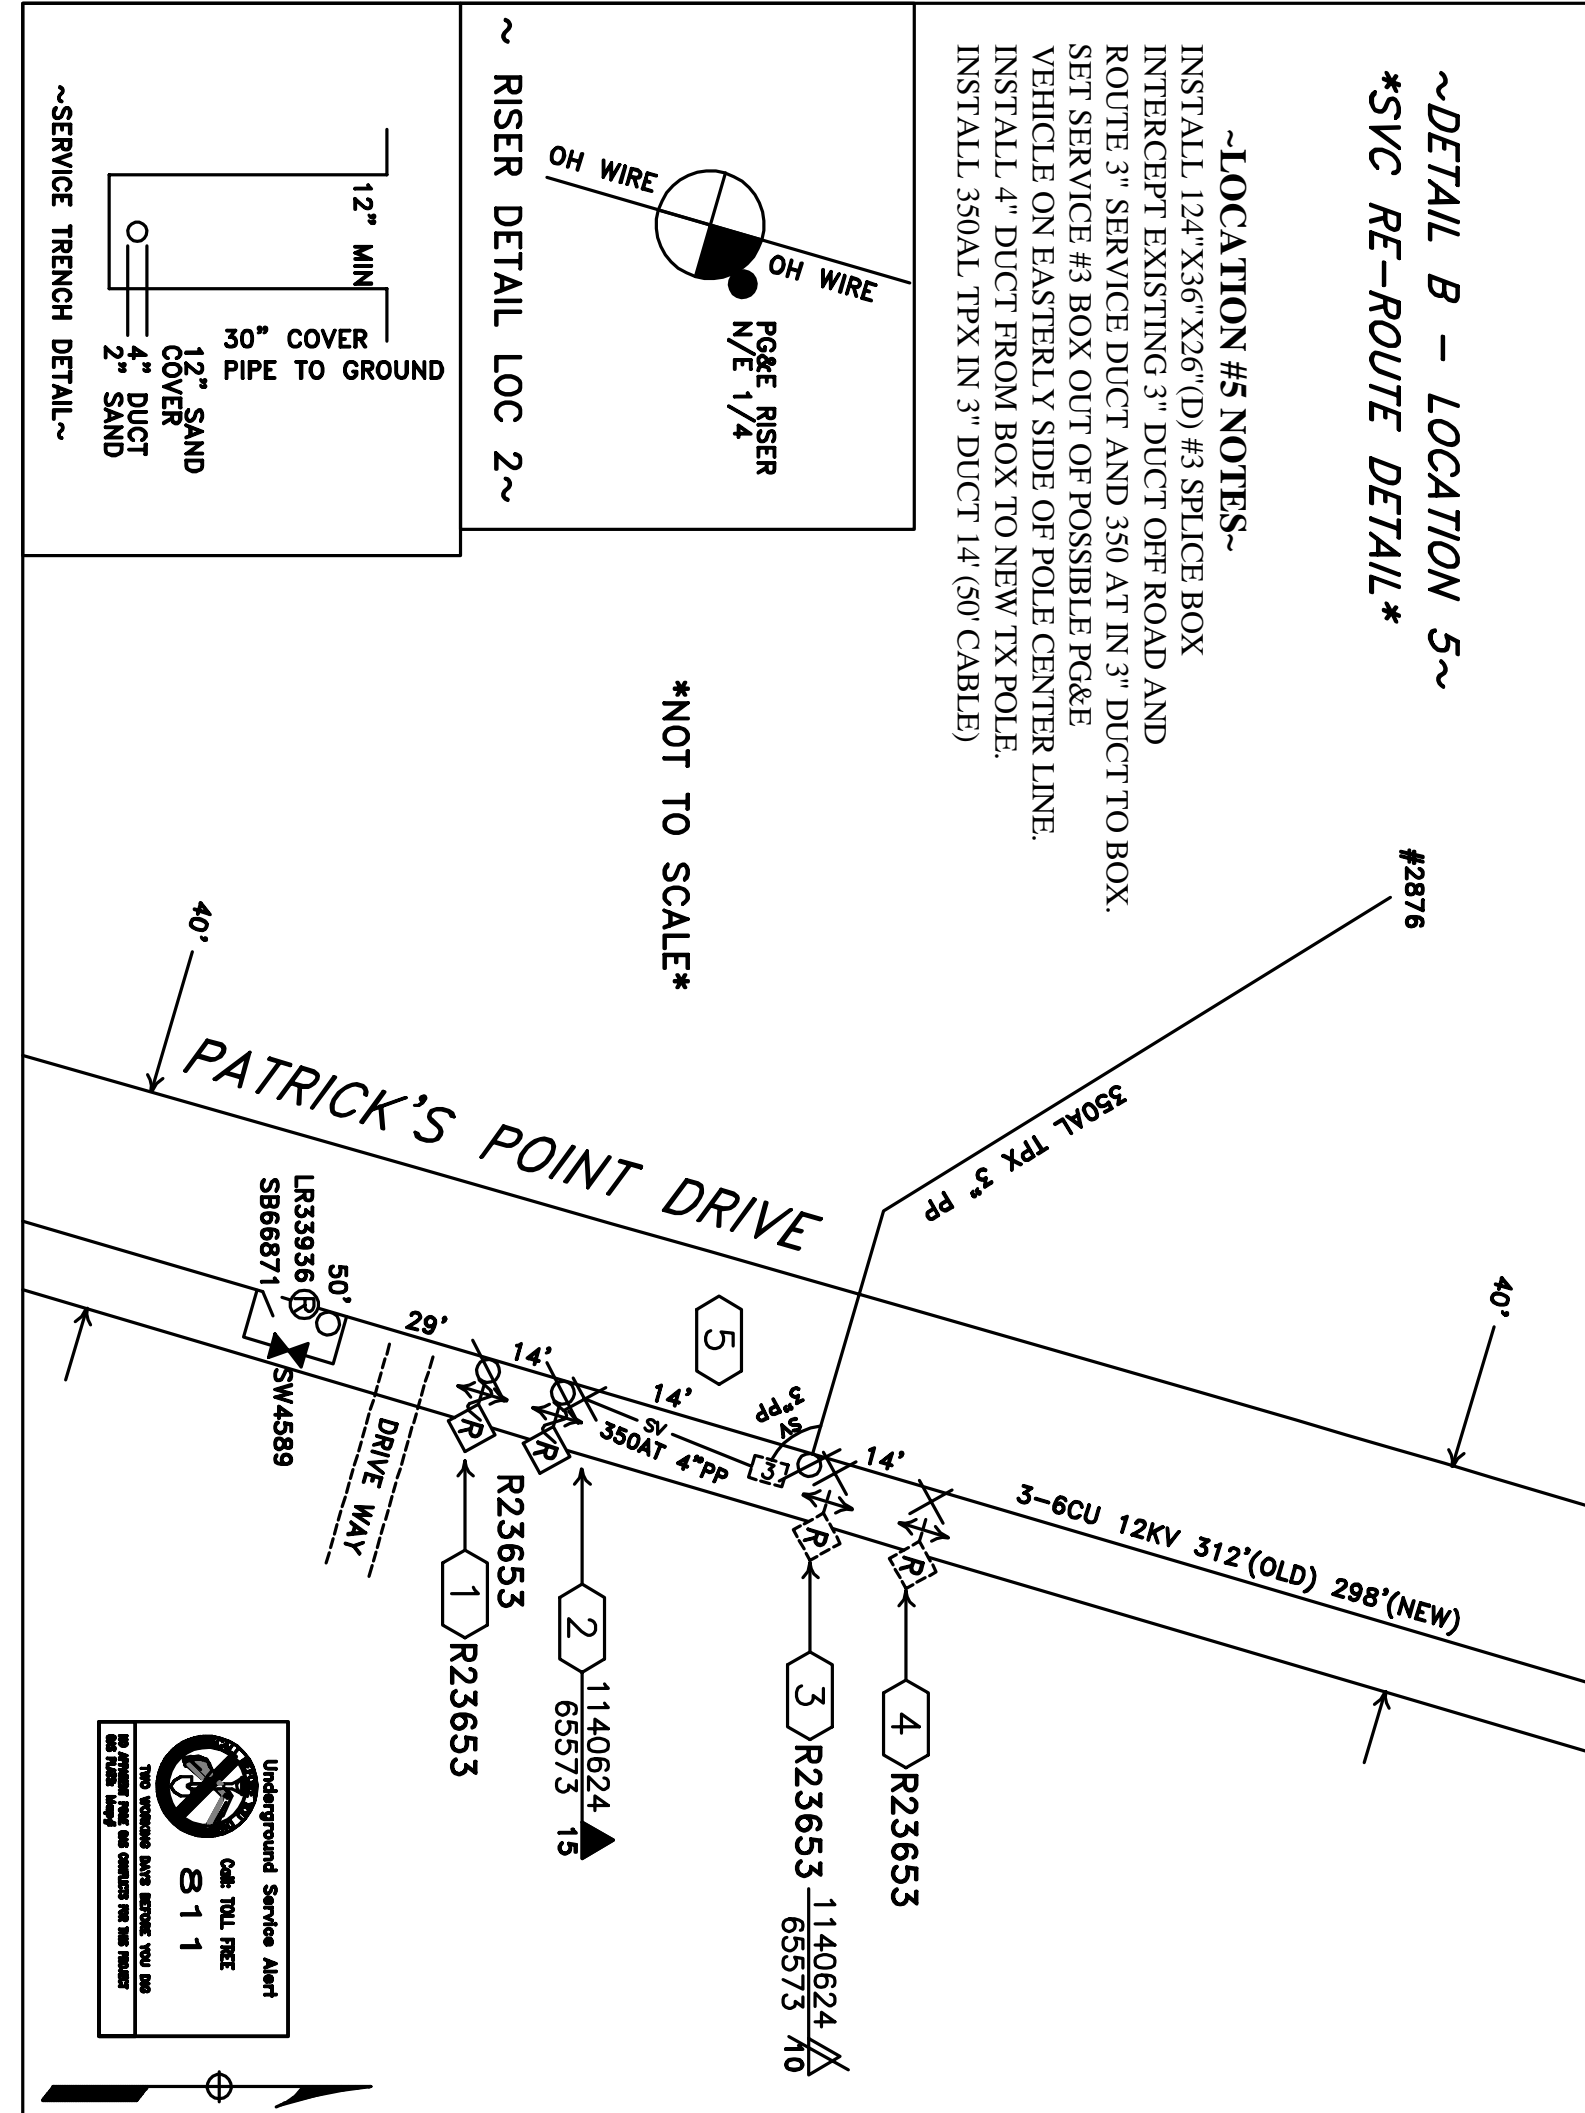 ~DETAIL B - LOCATION 5~
*SVC RE-ROUTE DETAIL*
~LOCATION #5 NOTES~
INSTALL 124"X36"X26"(D) #3 SPLICE BOX
INTERCEPT EXISTING 3" DUCT OFF ROAD AND
ROUTE 3" SERVICE DUCT AND 350 AT IN 3" DUCT TO BOX.
SET SERVICE #3 BOX OUT OF POSSIBLE PG&E
VEHICLE ON EASTERLY SIDE OF POLE CENTER LINE.
INSTALL 4" DUCT FROM BOX TO NEW TX POLE.
INSTALL 350AL TPX IN 3" DUCT 14' (50' CABLE)
OH WIRE
OH WIRE
PG&E RISER
N/E 1/4
~ RISER DETAIL LOC 2~
12" MIN
30" COVER
PIPE TO GROUND
12" SAND
COVER
4" DUCT
2" SAND
~SERVICE TRENCH DETAIL~
*NOT TO SCALE*
#2876
350AL TPX 3" PP
40'
40'
PATRICK'S POINT DRIVE
5
3"PP
SV
14'
3-6CU 12KV 312'(OLD) 298'(NEW)
14'
SV
350AT 4"PP
3
14'
29'
50'
R
LR33936
SB66871
SW4589
DRIVE WAY
R
R
R
R
4
R23653
3
R23653
1140624
65573
10
2
1140624
65573
15
R23653
1
R23653
Underground Service Alert
Call: TOLL FREE
811
TWO WORKING DAYS BEFORE YOU DIG